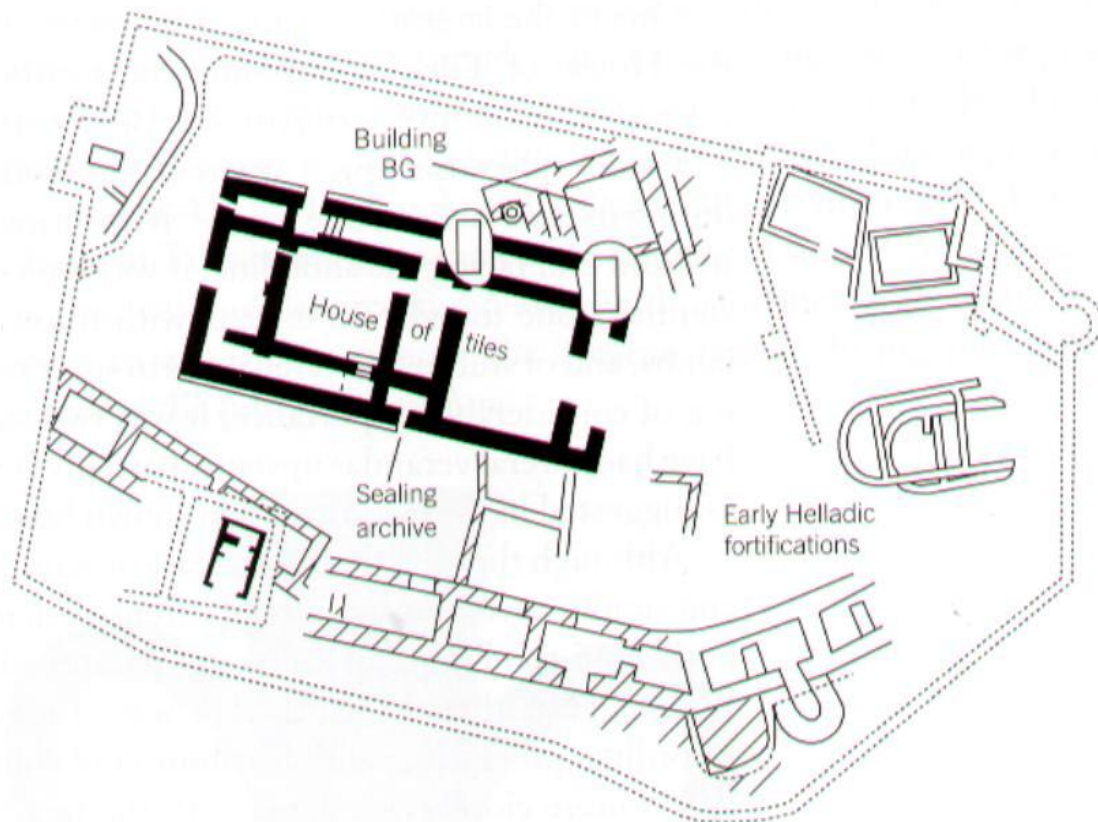 Building
BG
House of tiles
Sealing
archive
Early Helladic
fortifications